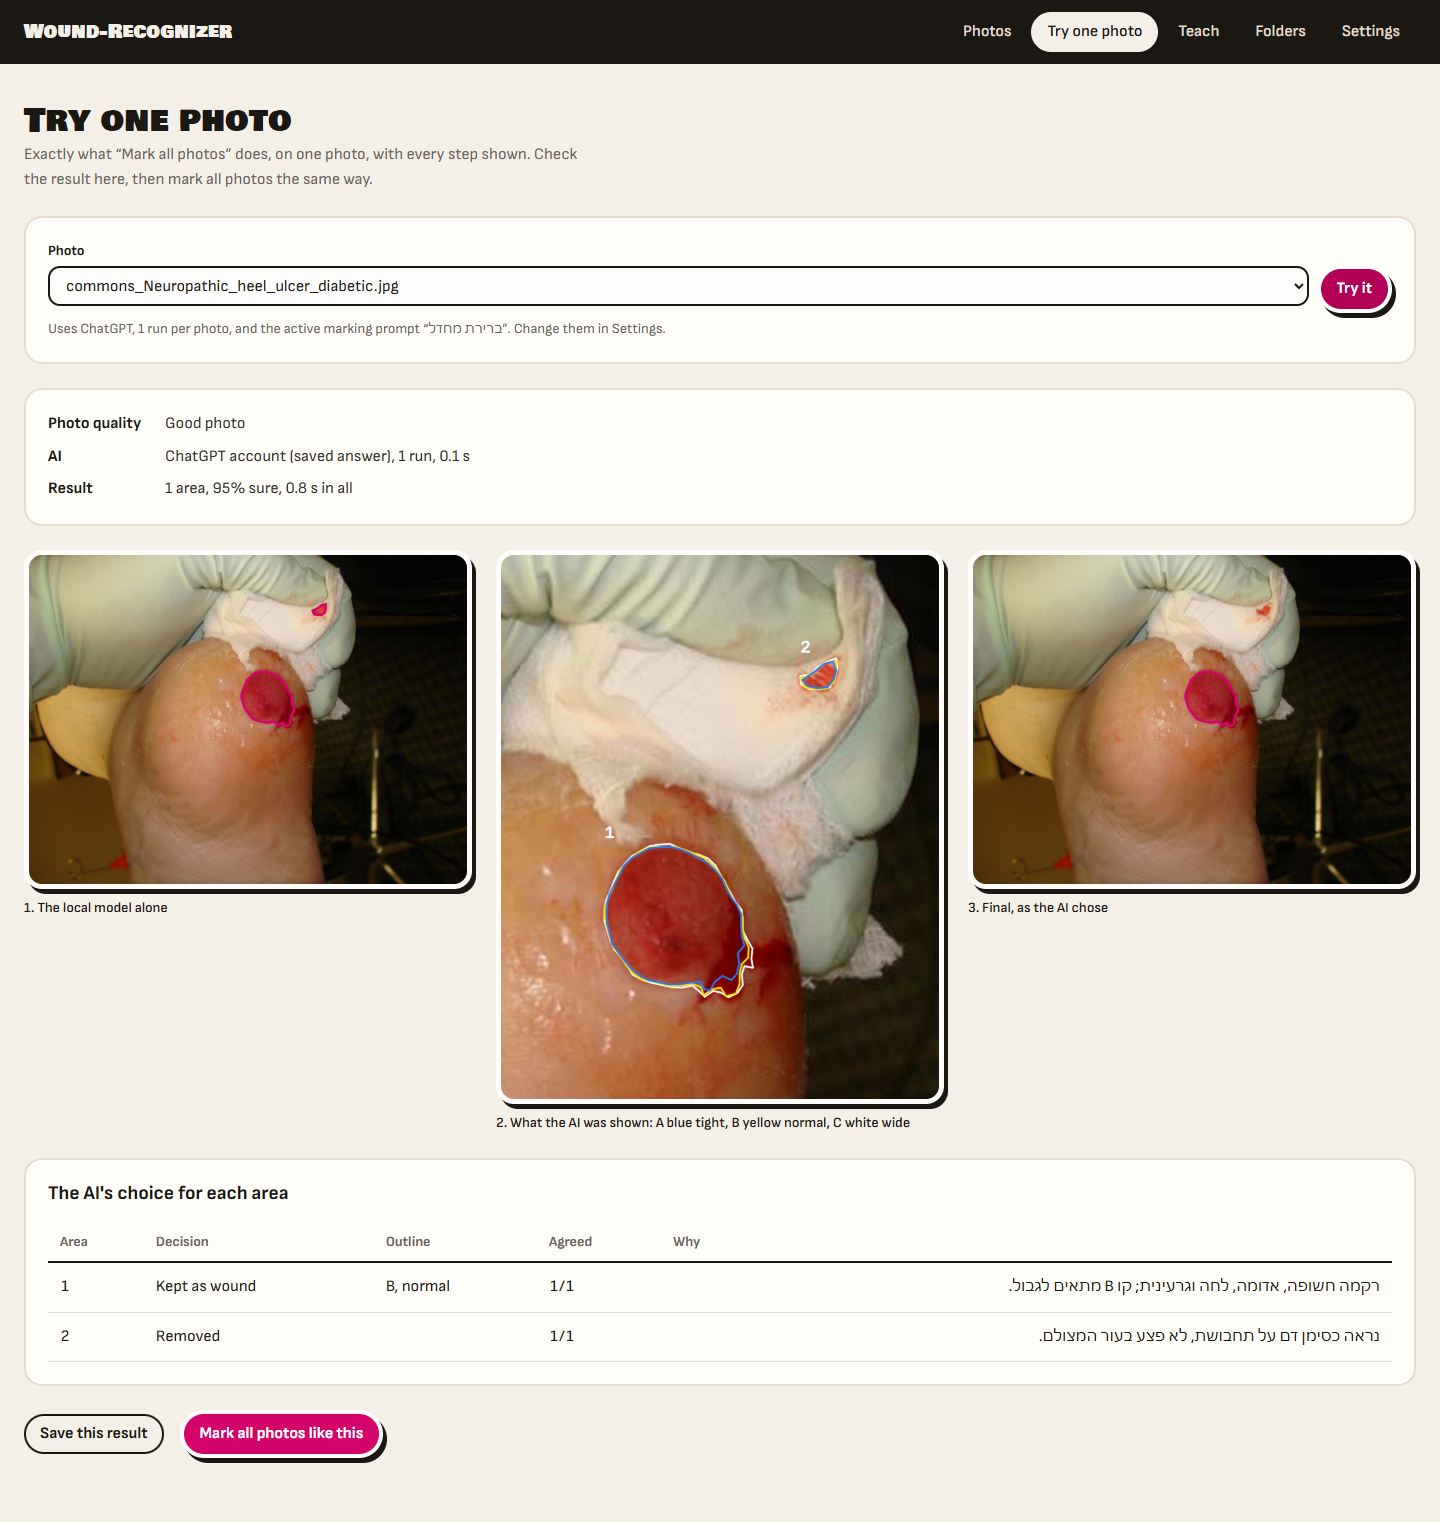 Wound-Recognizer
Photos
Try one photo
Teach
Folders
Settings
Try one photo
Exactly what “Mark all photos” does, on one photo, with every step shown. Check
the result here, then mark all photos the same way.
Photo
commons_Neuropathic_heel_ulcer_diabetic.jpg
Try it
Uses ChatGPT, 1 run per photo, and the active marking prompt “ברירת מחדל”. Change them in Settings.
Photo quality Good photo
AI ChatGPT account (saved answer), 1 run, 0.1 s
Result 1 area, 95% sure, 0.8 s in all
2
1
1. The local model alone
3. Final, as the AI chose
2. What the AI was shown: A blue tight, B yellow normal, C white wide
The AI's choice for each area
Area Decision Outline Agreed Why
1 Kept as wound B, normal 1/1 רקמה חשופה, אדומה, לחה וגרעינית; קו B מתאים לגבול.
2 Removed 1/1 נראה כסימן דם על תחבושת, לא פצע בעור המצולם.
Save this result
Mark all photos like this